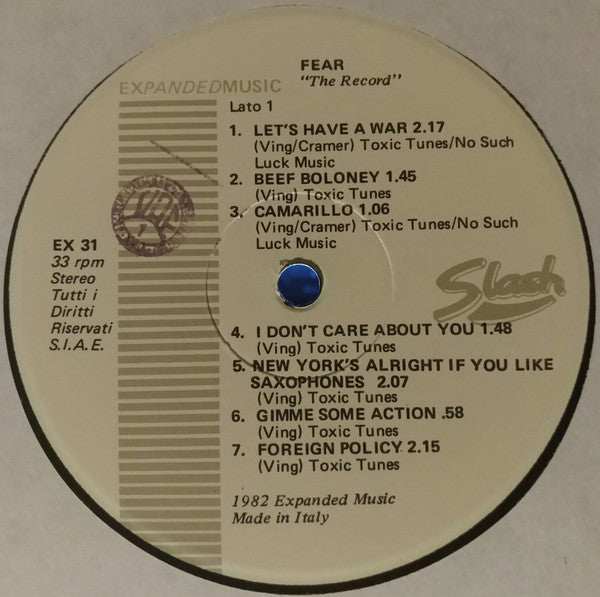 FEAR
EXPANDEDMUSIC "The Record"
Lato 1
1. LET'S HAVE A WAR 2.17
(Ving/Cramer) Toxic Tunes/No Such
Luck Music
2. BEEF BOLONEY 1.45
(Ving) Toxic Tunes
3. CAMARILLO 1.06
(Ving/Cramer) Toxic Tunes/No Such
Luck Music
EX 31
33 rpm
Stereo
Tutti i
Diritti
Riservati
S.I.A.E.
Slash
4. I DON'T CARE ABOUT YOU 1.48
(Ving) Toxic Tunes
5. NEW YORK'S ALRIGHT IF YOU LIKE
SAXOPHONES 2.07
(Ving) Toxic Tunes
6. GIMME SOME ACTION .58
(Ving) Toxic Tunes
7. FOREIGN POLICY 2.15
(Ving) Toxic Tunes
1982 Expanded Music
Made in Italy